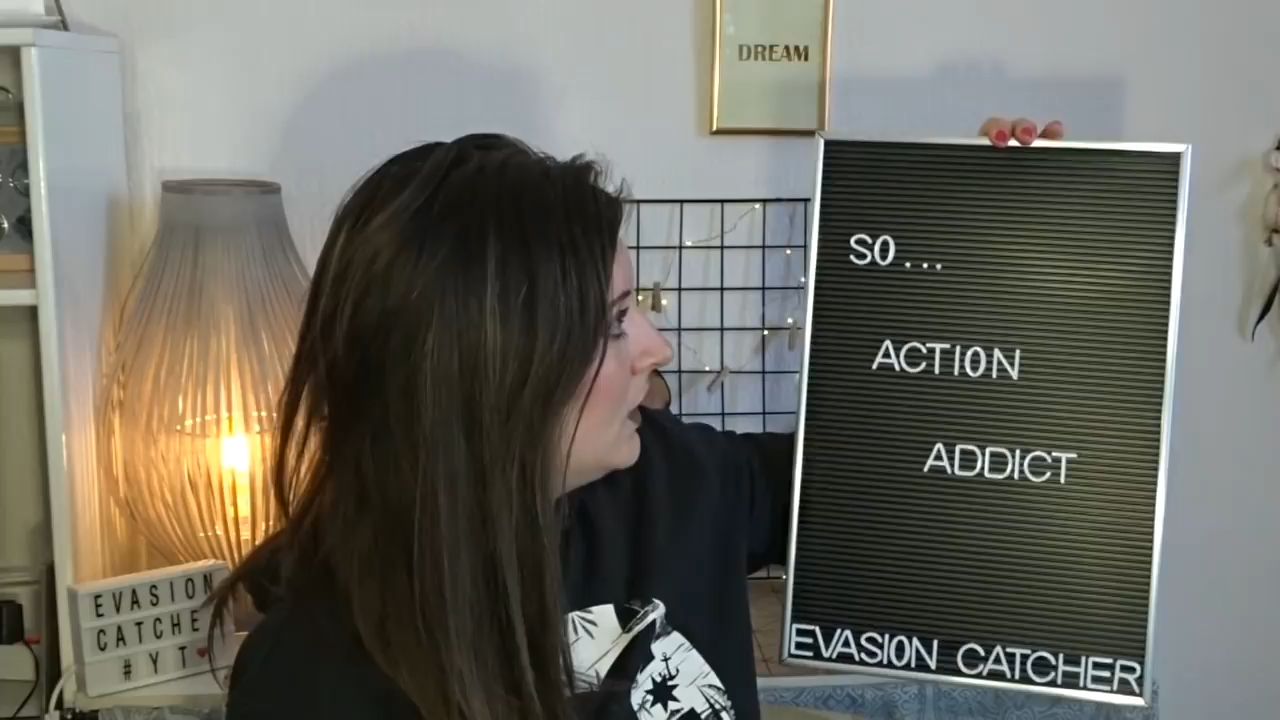 DREAM
SO...
ACTION
ADDICT
EVASION CATCHER
EVASION
CATCHE
#YT